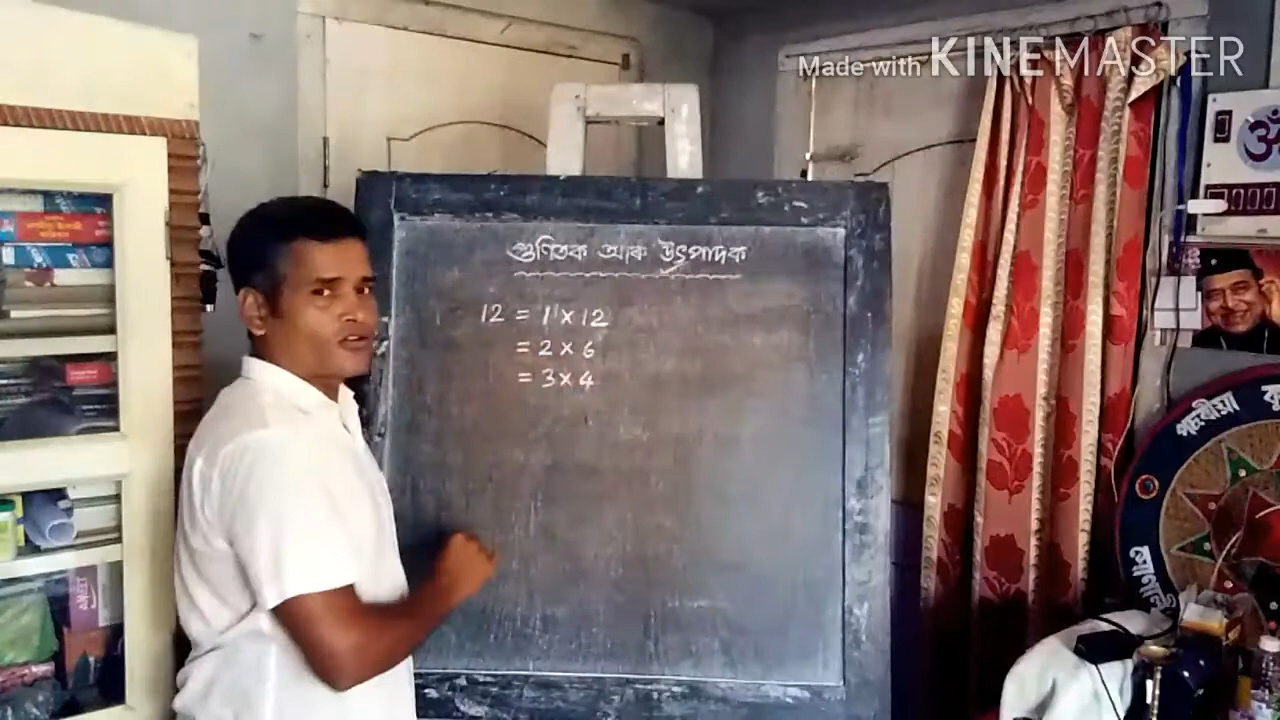 Made with KINEMASTER
গুণিতক আৰু উৎপাদক
12 = 1 × 12
= 2 × 6
= 3 × 4
ॐ